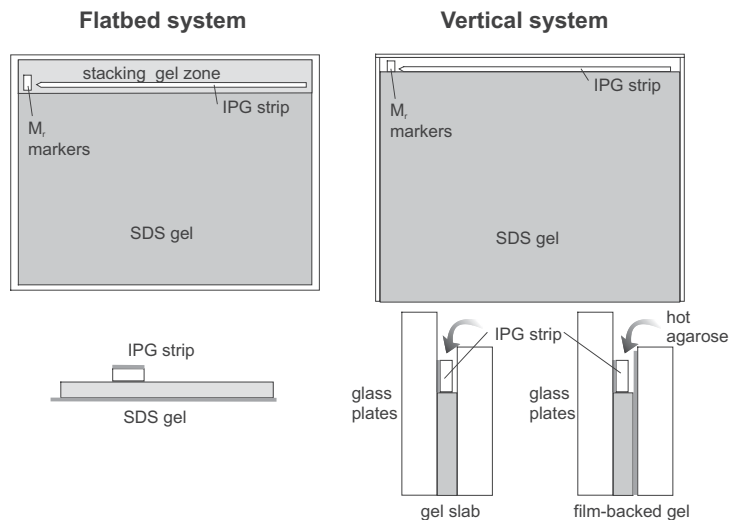 Flatbed system
stacking gel zone
IPG strip
Mr
markers
SDS gel
IPG strip
SDS gel
Vertical system
IPG strip
Mr
markers
SDS gel
hot
agarose
IPG strip
glass
plates
glass
plates
gel slab
film-backed gel